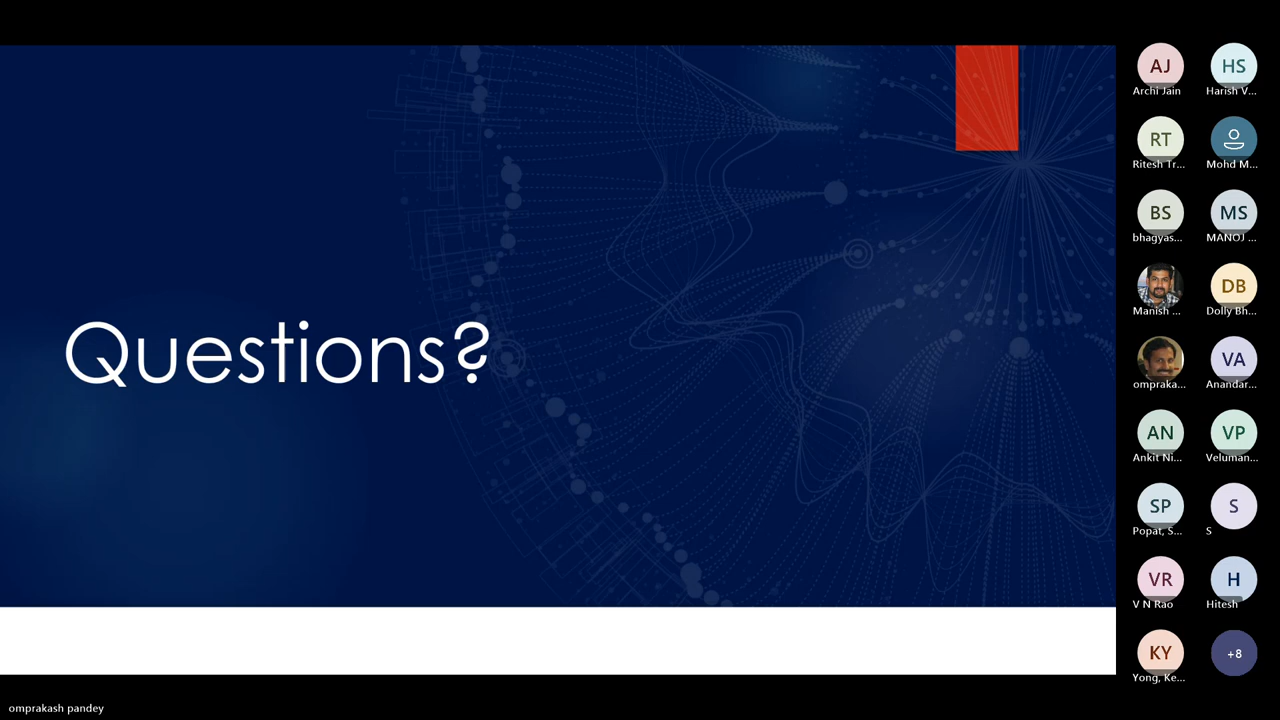 Questions?
AJ
Archi Jain
HS
Harish V...
RT
Ritesh Tr...
Mohd M...
BS
bhagyas...
MS
MANOJ ...
Manish ...
DB
Dolly Bh...
ompraka...
VA
Anandar...
AN
Ankit Ni...
VP
Veluman...
SP
Popat, S...
S
S
VR
V N Rao
H
Hitesh
KY
Yong, Ke...
+8
omprakash pandey